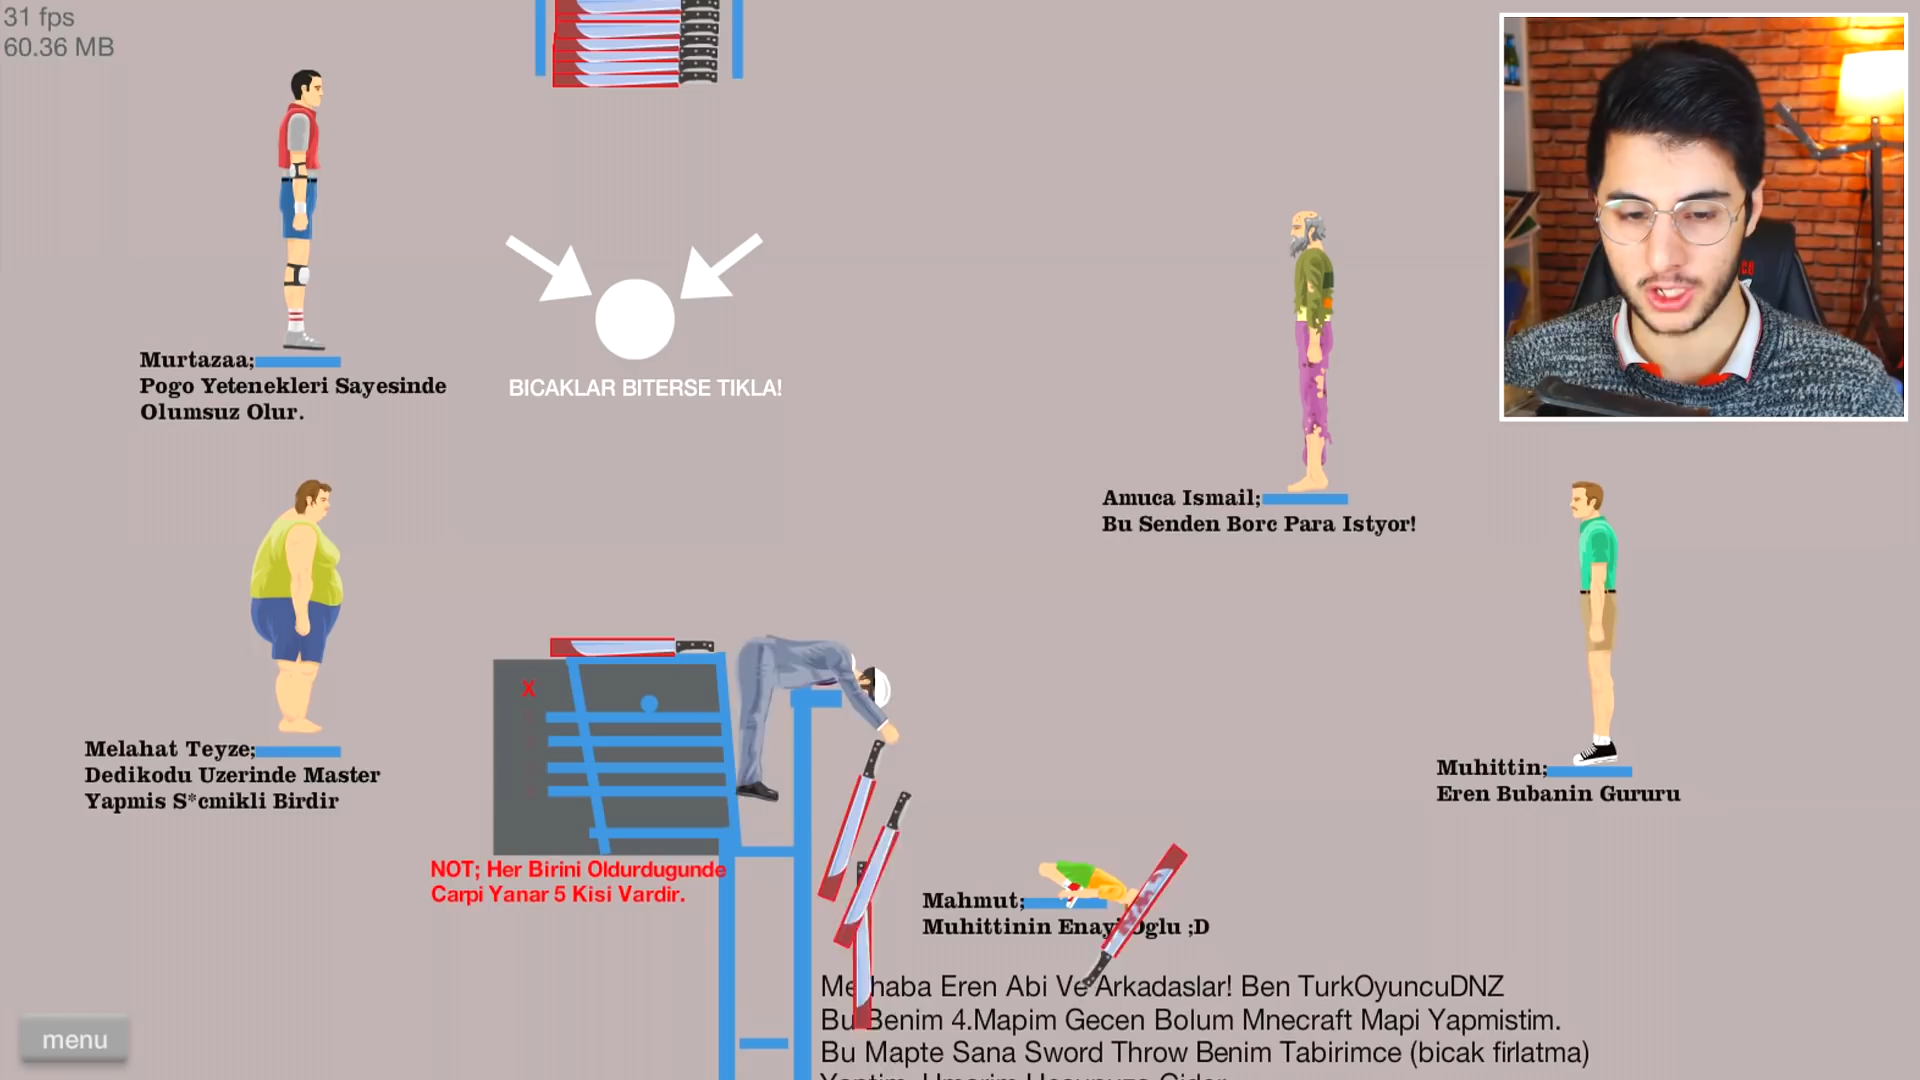 31 fps
60.36 MB
Murtazaa;
Pogo Yetenekleri Sayesinde
Olumsuz Olur.
BICAKLAR BITERSE TIKLA!
Amuca Ismail;
Bu Senden Borc Para Istyor!
Melahat Teyze;
Dedikodu Uzerinde Master
Yapmis S*cmikli Birdir
X
NOT; Her Birini Oldurdugunde
Carpi Yanar 5 Kisi Vardir.
Muhittin;
Eren Bubanin Gururu
Mahmut;
Muhittinin Enayi Oglu ;D
Merhaba Eren Abi Ve Arkadaslar! Ben TurkOyuncuDNZ
Bu Benim 4.Mapim Gecen Bolum Mnecraft Mapi Yapmistim.
Bu Mapte Sana Sword Throw Benim Tabirimce (bicak firlatma)
menu